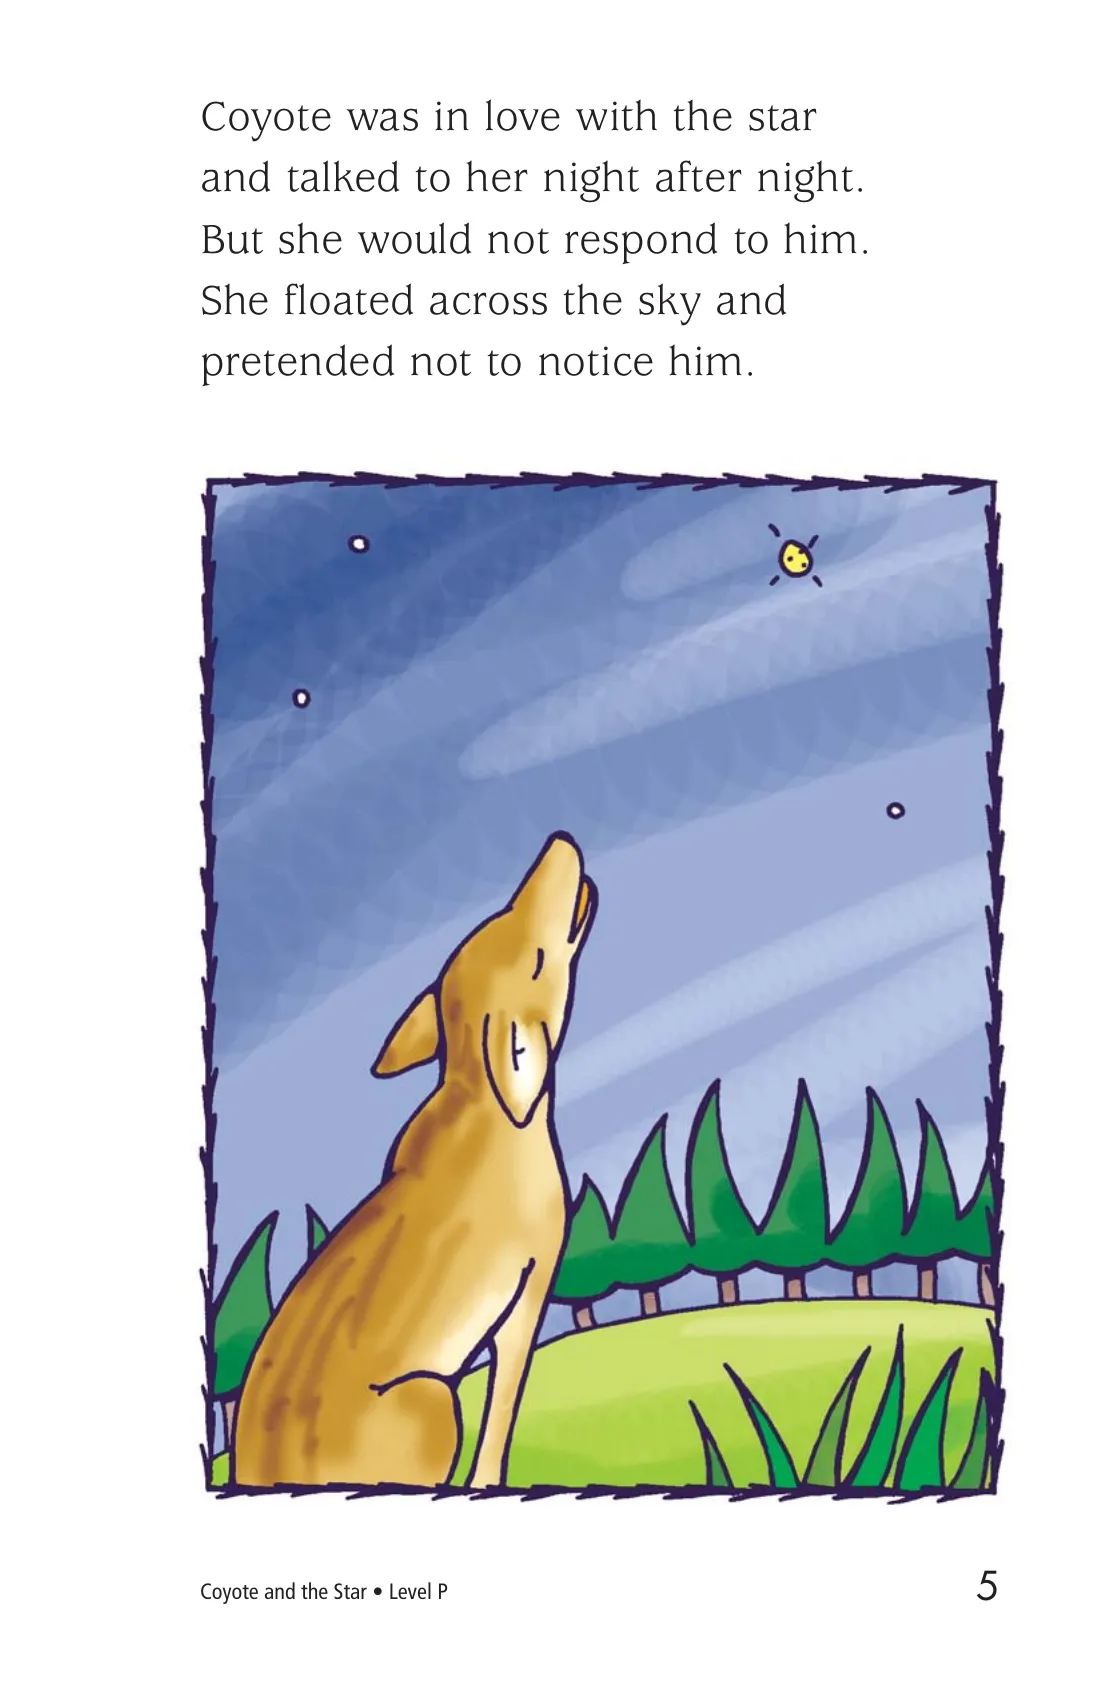 Coyote was in love with the star
and talked to her night after night.
But she would not respond to him.
She floated across the sky and
pretended not to notice him.
Coyote and the Star • Level P
5